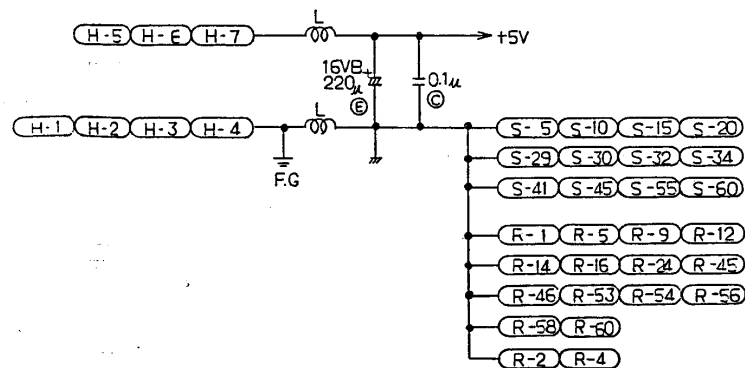 L
H-5 H-E H-7
+5V
16VB +
220μ
E
0.1μ
C
L
H-1 H-2 H-3 H-4
F.G
S-5 S-10 S-15 S-20
S-29 S-30 S-32 S-34
S-41 S-45 S-55 S-60
R-1 R-5 R-9 R-12
R-14 R-16 R-24 R-45
R-46 R-53 R-54 R-56
R-58 R-60
R-2 R-4